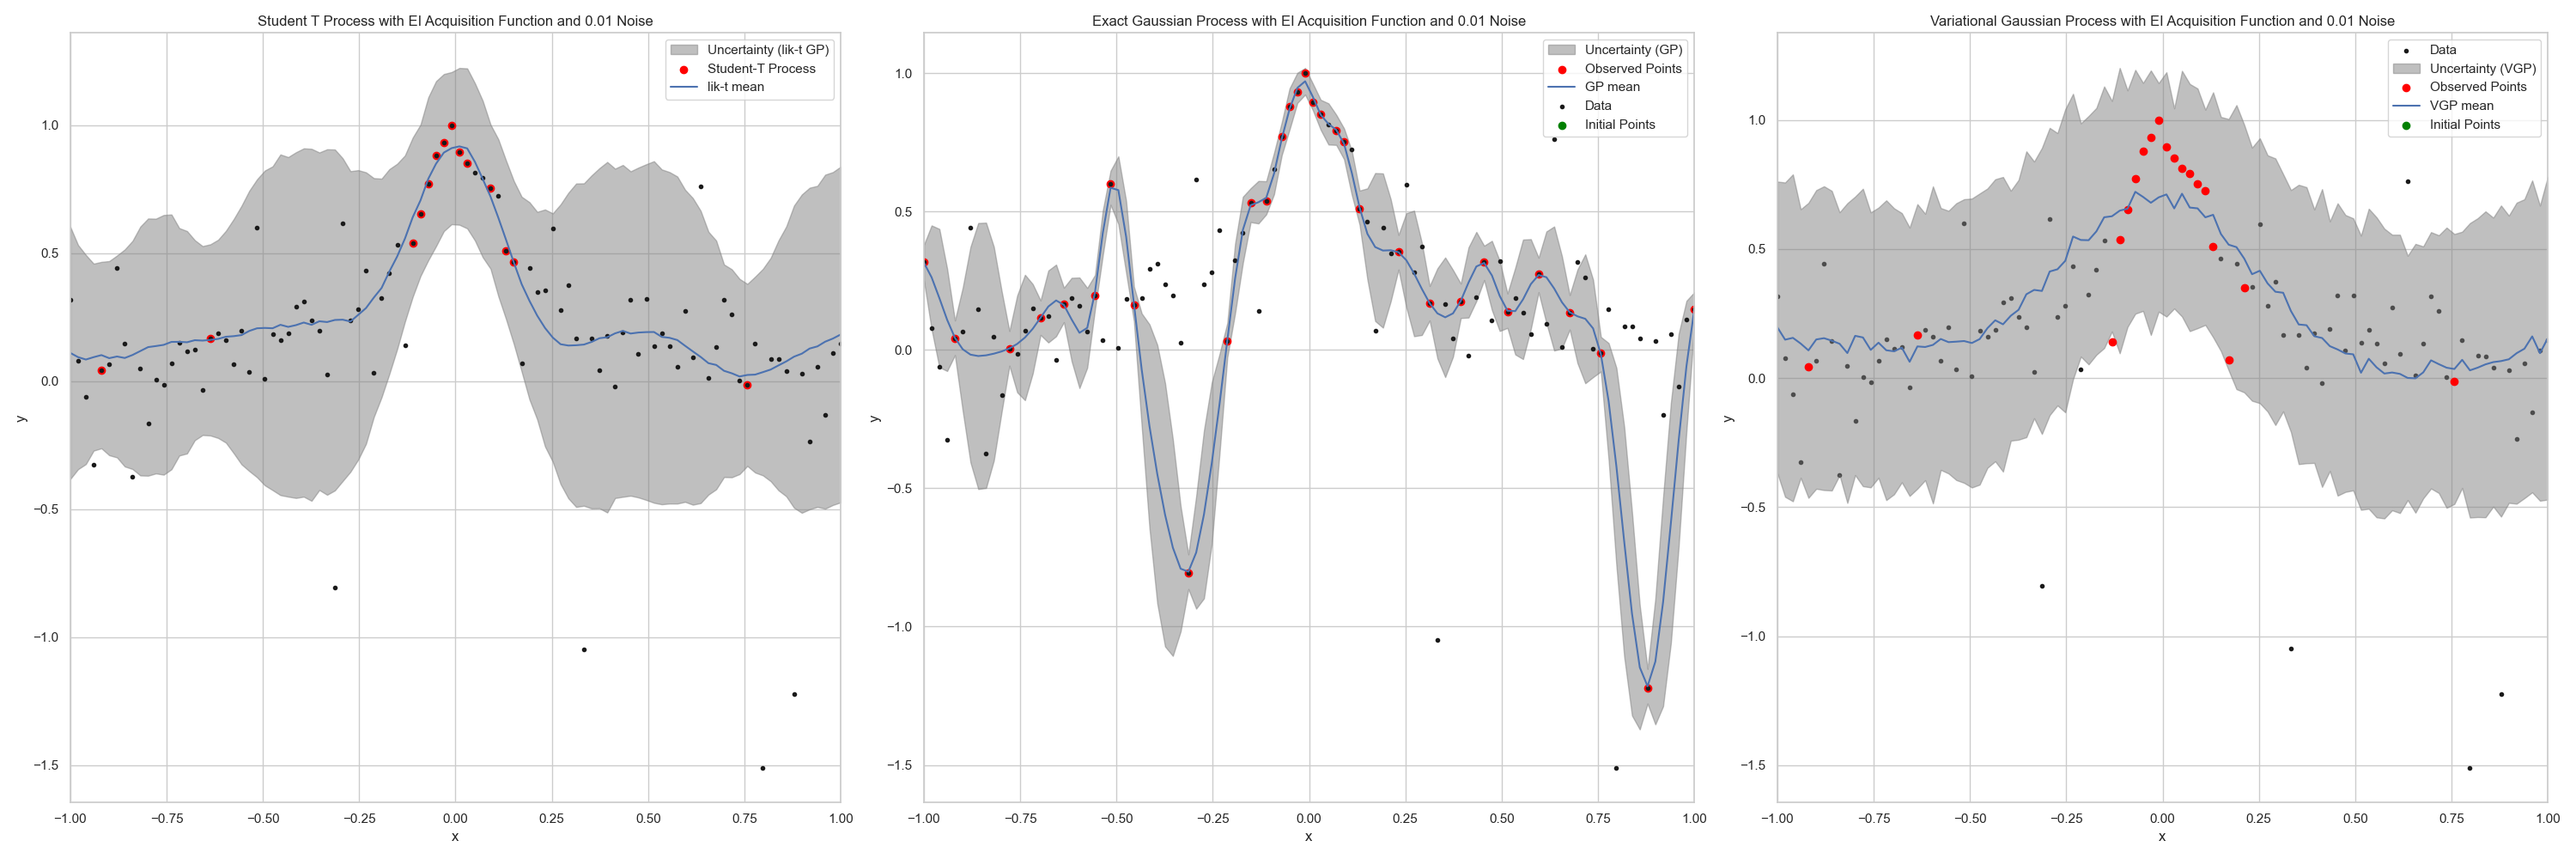 Student T Process with EI Acquisition Function and 0.01 Noise
Uncertainty (lik-t GP)
Student-T Process
lik-t mean
1.0
0.5
0.0
−0.5
−1.0
−1.5
y
−1.00 −0.75 −0.50 −0.25 0.00 0.25 0.50 0.75 1.00
x
Exact Gaussian Process with EI Acquisition Function and 0.01 Noise
Uncertainty (GP)
Observed Points
GP mean
Data
Initial Points
1.0
0.5
0.0
−0.5
−1.0
−1.5
y
−1.00 −0.75 −0.50 −0.25 0.00 0.25 0.50 0.75 1.00
x
Variational Gaussian Process with EI Acquisition Function and 0.01 Noise
Data
Uncertainty (VGP)
Observed Points
VGP mean
Initial Points
1.0
0.5
0.0
−0.5
−1.0
−1.5
y
−1.00 −0.75 −0.50 −0.25 0.00 0.25 0.50 0.75 1.00
x